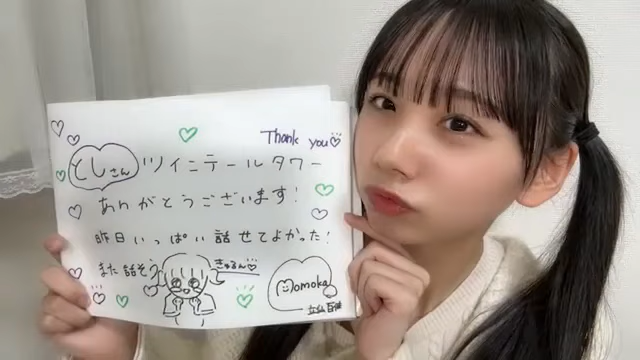 Thank you
としさん ツインテールタワー
ありがとうございます!
昨日いっぱい話せてよかった!
また話そう
きゅるん
Momoka